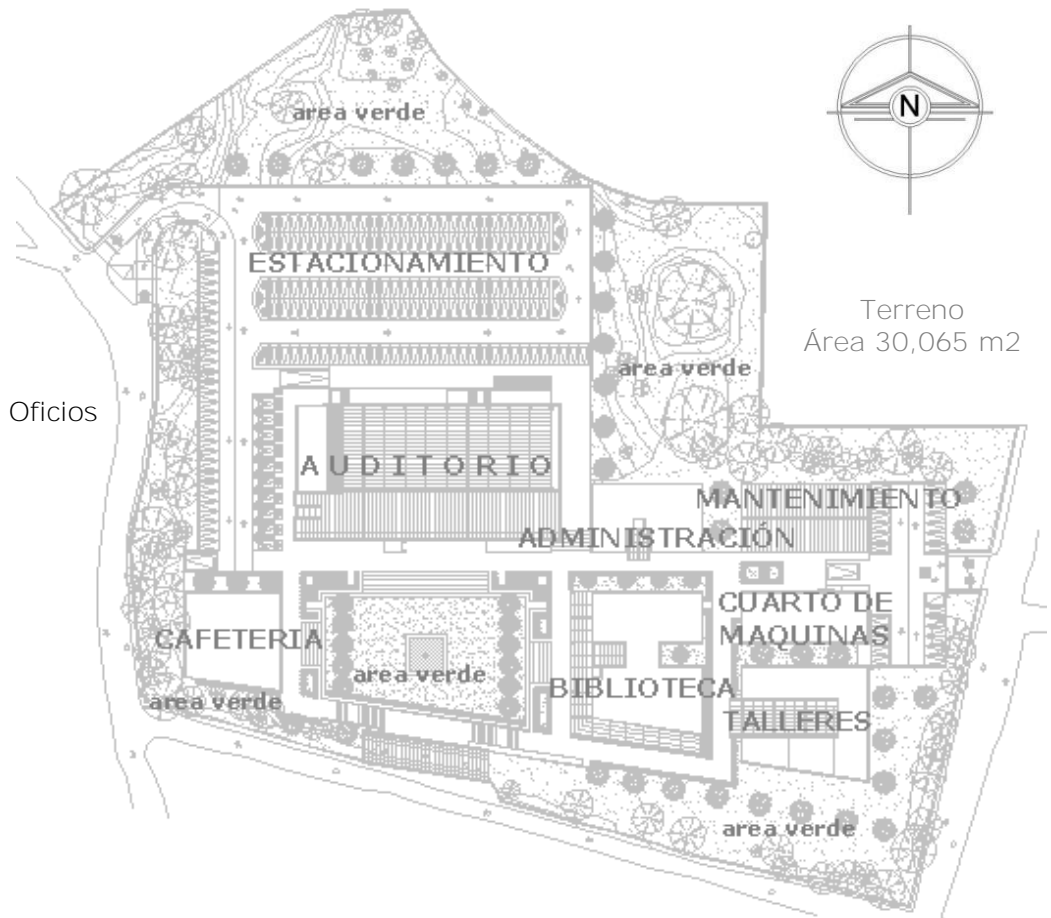 area verde
N
ESTACIONAMIENTO
Terreno
Área 30,065 m2
area verde
Oficios
AUDITORIO
MANTENIMIENTO
ADMINISTRACIÓN
CUARTO DE
MAQUINAS
CAFETERIA
area verde
BIBLIOTECA
area verde
TALLERES
area verde